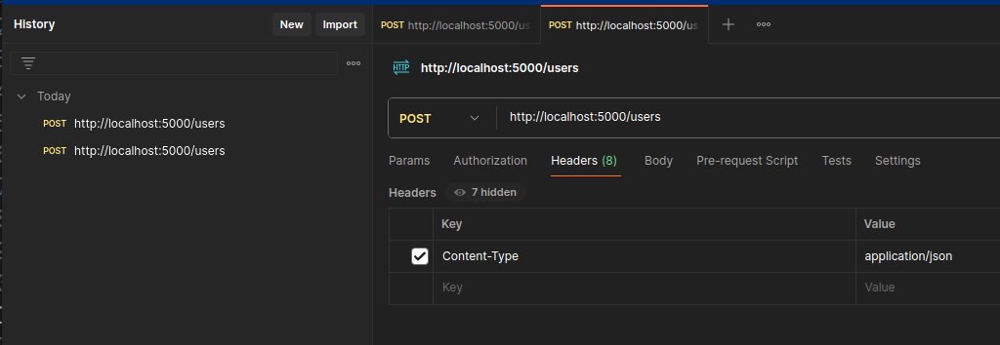 History
New
Import
Today
POST http://localhost:5000/users
POST http://localhost:5000/users
POST http://localhost:5000/us
POST http://localhost:5000/us
HTTP http://localhost:5000/users
POST http://localhost:5000/users
Params Authorization Headers (8) Body Pre-request Script Tests Settings
Headers 7 hidden
Key Value
Content-Type application/json
Key Value